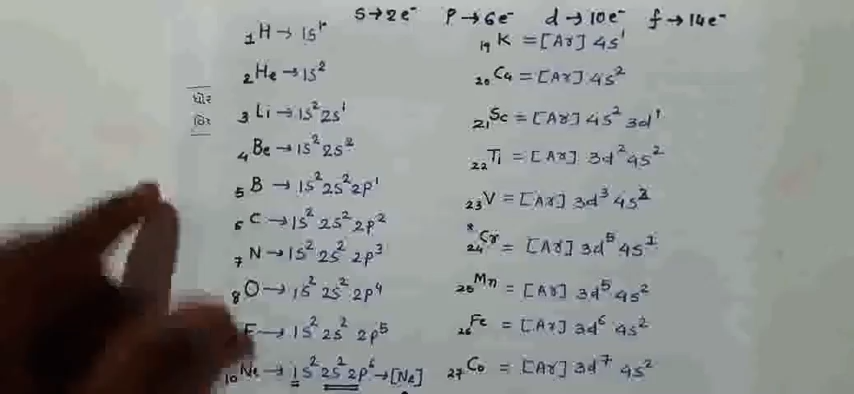 s→2e⁻ p→6e⁻ d→10e⁻ f→14e⁻
₁H → 1s¹
₂He → 1s²
₃Li → 1s² 2s¹
₄Be → 1s² 2s²
₅B → 1s² 2s² 2p¹
₆C → 1s² 2s² 2p²
₇N → 1s² 2s² 2p³
₈O → 1s² 2s² 2p⁴
F → 1s² 2s² 2p⁵
₁₀Ne → 1s² 2s² 2p⁶ → [Ne]
₁₉K = [Ar] 4s¹
₂₀Ca = [Ar] 4s²
₂₁Sc = [Ar] 4s² 3d¹
₂₂Ti = [Ar] 3d² 4s²
₂₃V = [Ar] 3d³ 4s²
*₂₄Cr = [Ar] 3d⁵ 4s¹
₂₅Mn = [Ar] 3d⁵ 4s²
₂₆Fe = [Ar] 3d⁶ 4s²
₂₇Co = [Ar] 3d⁷ 4s²